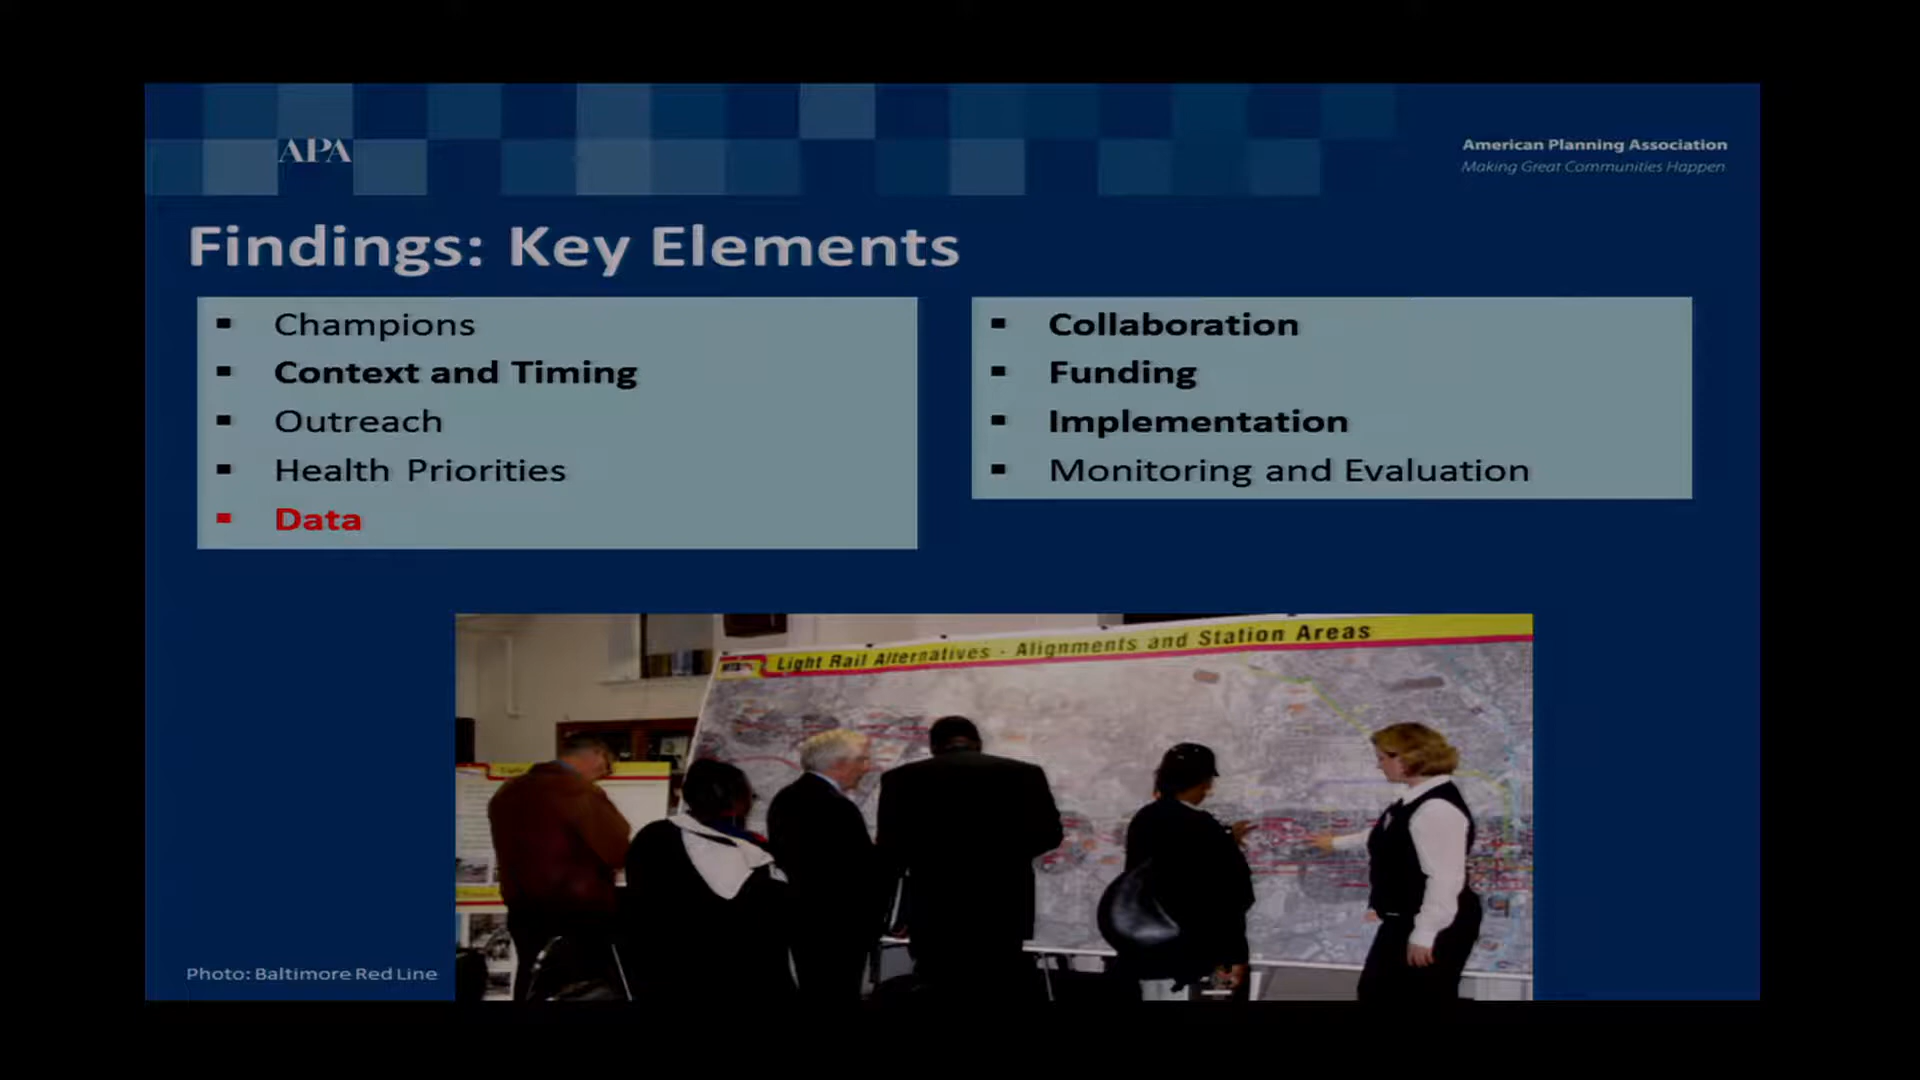 APA
American Planning Association
Making Great Communities Happen
Findings: Key Elements
▪ Champions
▪ Context and Timing
▪ Outreach
▪ Health Priorities
▪ Data
▪ Collaboration
▪ Funding
▪ Implementation
▪ Monitoring and Evaluation
Light Rail Alternatives - Alignments and Station Areas
Photo: Baltimore Red Line